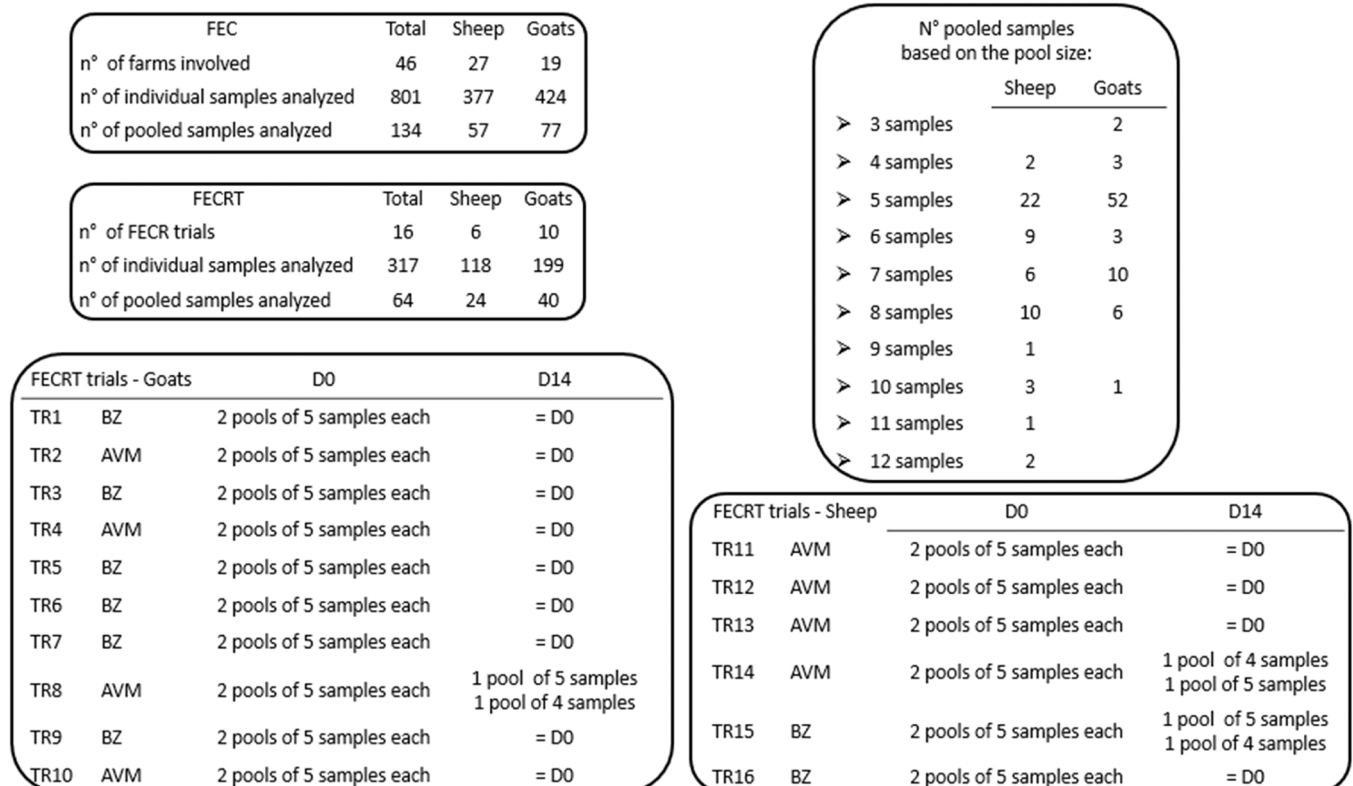 FEC Total Sheep Goats
n° of farms involved 46 27 19
n° of individual samples analyzed 801 377 424
n° of pooled samples analyzed 134 57 77
FECRT Total Sheep Goats
n° of FECR trials 16 6 10
n° of individual samples analyzed 317 118 199
n° of pooled samples analyzed 64 24 40
N° pooled samples
based on the pool size:
Sheep Goats
➢ 3 samples 2
➢ 4 samples 2 3
➢ 5 samples 22 52
➢ 6 samples 9 3
➢ 7 samples 6 10
➢ 8 samples 10 6
➢ 9 samples 1
➢ 10 samples 3 1
➢ 11 samples 1
➢ 12 samples 2
FECRT trials - Goats D0 D14
TR1 BZ 2 pools of 5 samples each = D0
TR2 AVM 2 pools of 5 samples each = D0
TR3 BZ 2 pools of 5 samples each = D0
TR4 AVM 2 pools of 5 samples each = D0
TR5 BZ 2 pools of 5 samples each = D0
TR6 BZ 2 pools of 5 samples each = D0
TR7 BZ 2 pools of 5 samples each = D0
TR8 AVM 2 pools of 5 samples each 1 pool of 5 samples
1 pool of 4 samples
TR9 BZ 2 pools of 5 samples each = D0
TR10 AVM 2 pools of 5 samples each = D0
FECRT trials - Sheep D0 D14
TR11 AVM 2 pools of 5 samples each = D0
TR12 AVM 2 pools of 5 samples each = D0
TR13 AVM 2 pools of 5 samples each = D0
TR14 AVM 2 pools of 5 samples each 1 pool of 4 samples
1 pool of 5 samples
TR15 BZ 2 pools of 5 samples each 1 pool of 5 samples
1 pool of 4 samples
TR16 BZ 2 pools of 5 samples each = D0